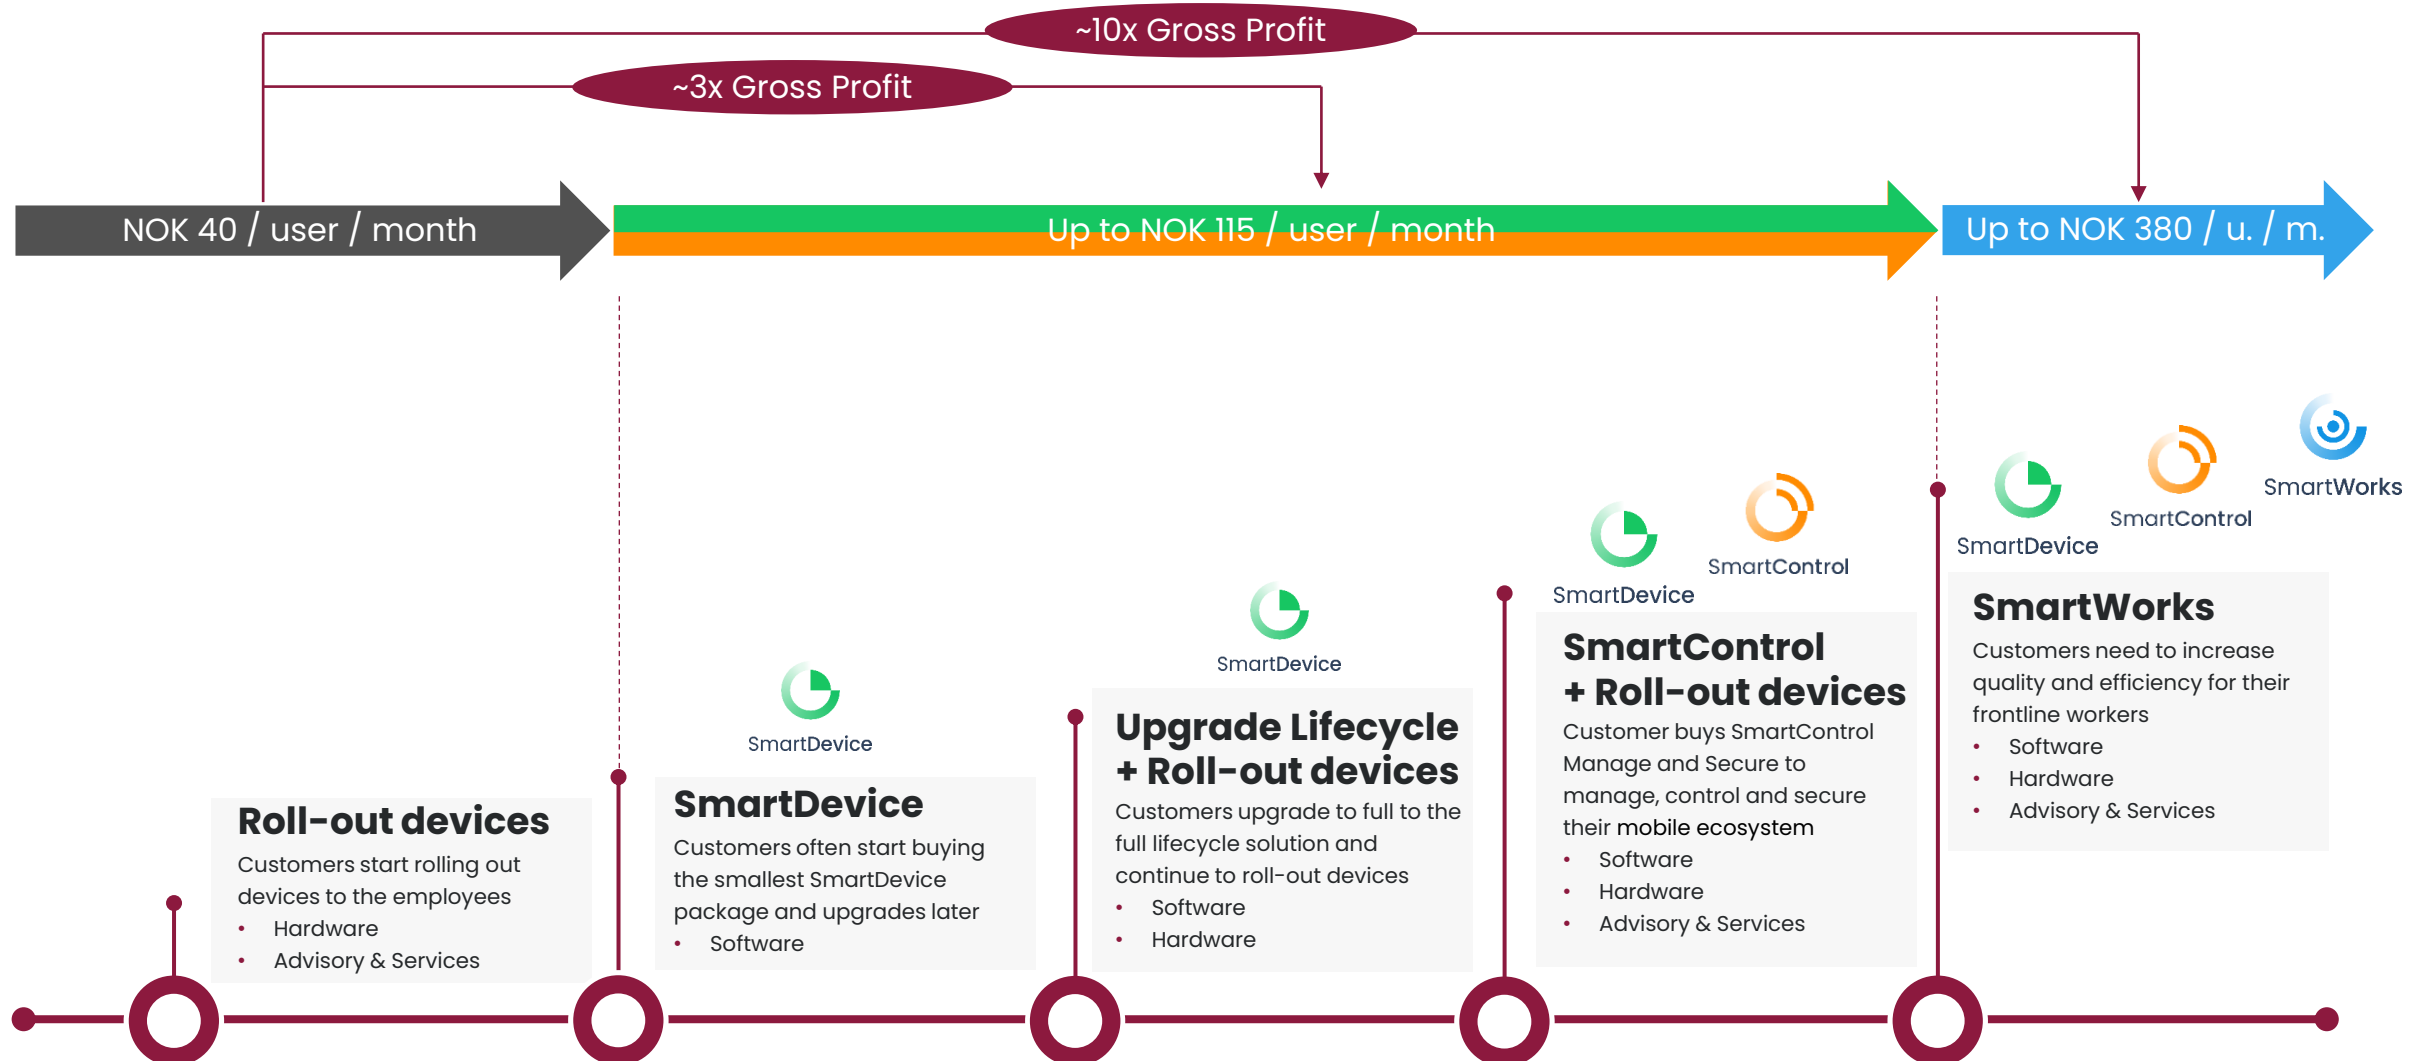 ~10x Gross Profit
~3x Gross Profit
NOK 40 / user / month
Up to NOK 115 / user / month
Up to NOK 380 / u. / m.
Roll-out devices
Customers start rolling out
devices to the employees
• Hardware
• Advisory & Services
SmartDevice
SmartDevice
Customers often start buying
the smallest SmartDevice
package and upgrades later
• Software
SmartDevice
Upgrade Lifecycle
+ Roll-out devices
Customers upgrade to full to the
full lifecycle solution and
continue to roll-out devices
• Software
• Hardware
SmartDevice
SmartControl
SmartControl
+ Roll-out devices
Customer buys SmartControl
Manage and Secure to
manage, control and secure
their mobile ecosystem
• Software
• Hardware
• Advisory & Services
SmartDevice
SmartControl
SmartWorks
SmartWorks
Customers need to increase
quality and efficiency for their
frontline workers
• Software
• Hardware
• Advisory & Services